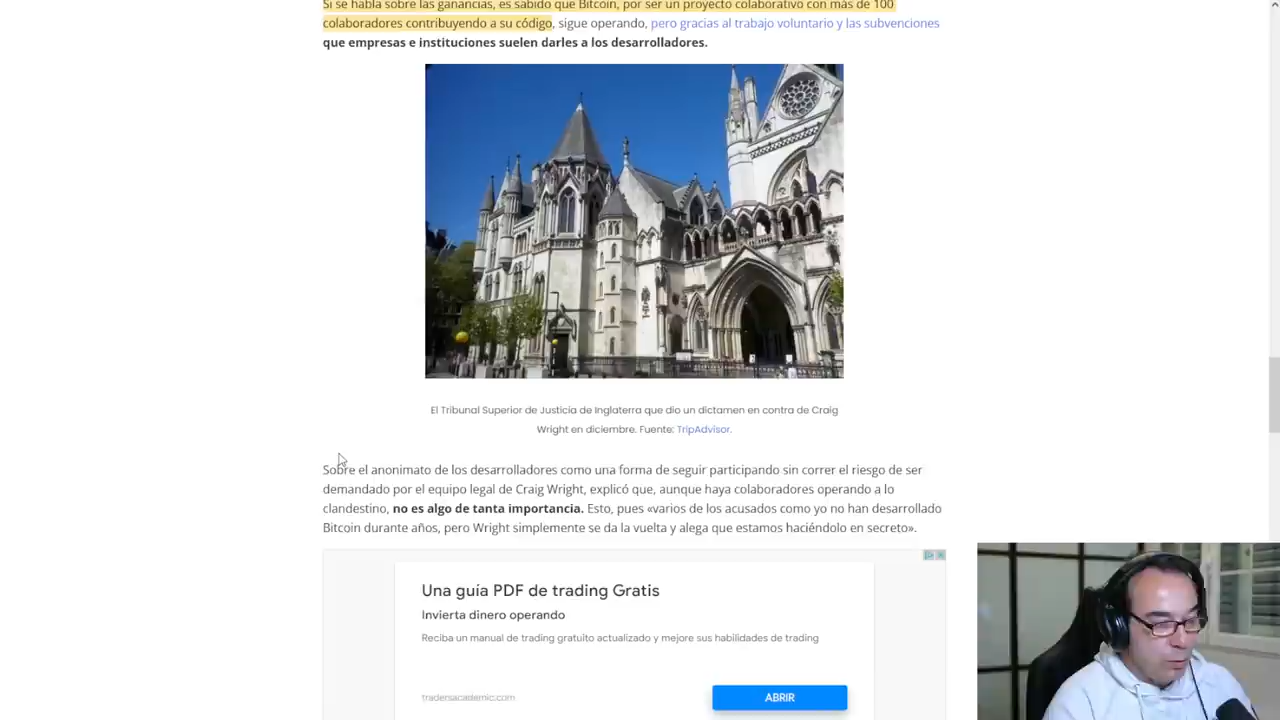 Si se habla sobre las ganancias, es sabido que Bitcoin, por ser un proyecto colaborativo con más de 100
colaboradores contribuyendo a su código, sigue operando, pero gracias al trabajo voluntario y las subvenciones
que empresas e instituciones suelen darles a los desarrolladores.
El Tribunal Superior de Justicia de Inglaterra que dio un dictamen en contra de Craig
Wright en diciembre. Fuente: TripAdvisor.
Sobre el anonimato de los desarrolladores como una forma de seguir participando sin correr el riesgo de ser
demandado por el equipo legal de Craig Wright, explicó que, aunque haya colaboradores operando a lo
clandestino, no es algo de tanta importancia. Esto, pues «varios de los acusados como yo no han desarrollado
Bitcoin durante años, pero Wright simplemente se da la vuelta y alega que estamos haciéndolo en secreto».
Una guía PDF de trading Gratis
Invierta dinero operando
Reciba un manual de trading gratuito actualizado y mejore sus habilidades de trading
tradersacademic.com
ABRIR